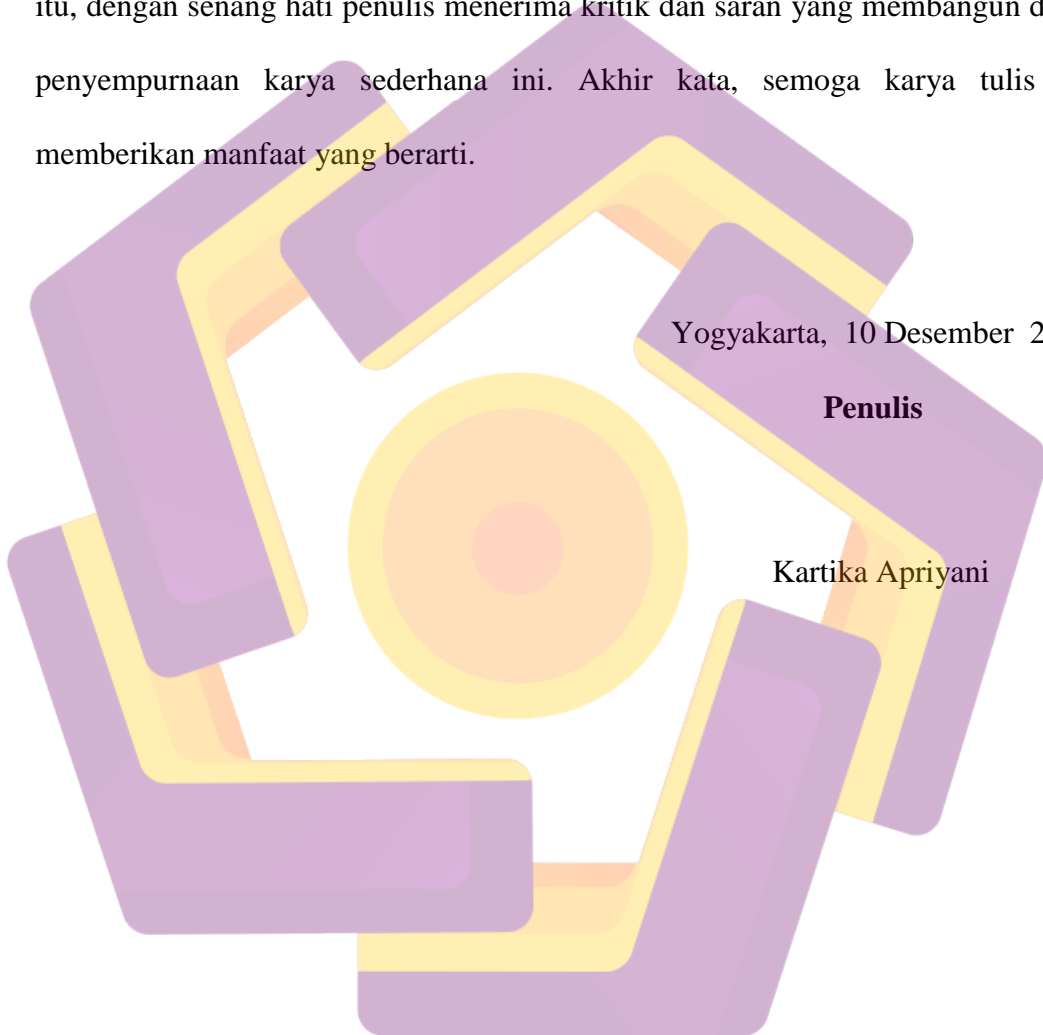 itu, dengan senang hati penulis menerima kritik dan saran yang membangun
penyempurnaan karya sederhana ini. Akhir kata, semoga karya tulis
memberikan manfaat yang berarti.
Yogyakarta, 10 Desember
Penulis
Kartika Apriyani